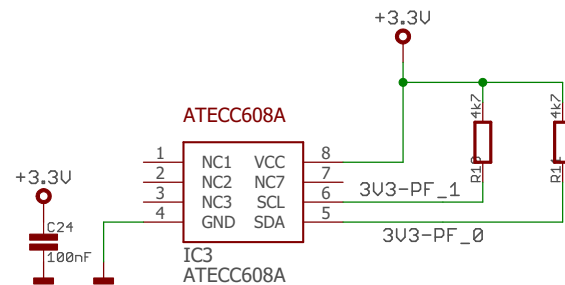 +3.3V
ATECC608A
4k7
4k7
1 NC1 VCC 8
2 NC2 NC7 7
3 NC3 SCL 6
4 GND SDA 5
3V3-PF_1
3V3-PF_0
+3.3V
C24
100nF
IC3
ATECC608A